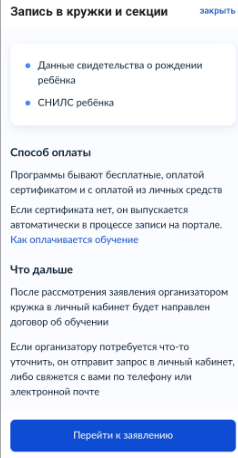 Запись в кружки и секции закрыть
Данные свидетельства о рождении
ребёнка
СНИЛС ребёнка
Способ оплаты
Программы бывают бесплатные, оплатой
сертификатом и с оплатой из личных средств
Если сертификата нет, он выпускается
автоматически в процессе записи на портале.
Как оплачивается обучение
Что дальше
После рассмотрения заявления организатором
кружка в личный кабинет будет направлен
договор об обучении
Если организатору потребуется что-то
уточнить, он отправит запрос в личный кабинет,
либо свяжется с вами по телефону или
электронной почте
Перейти к заявлению